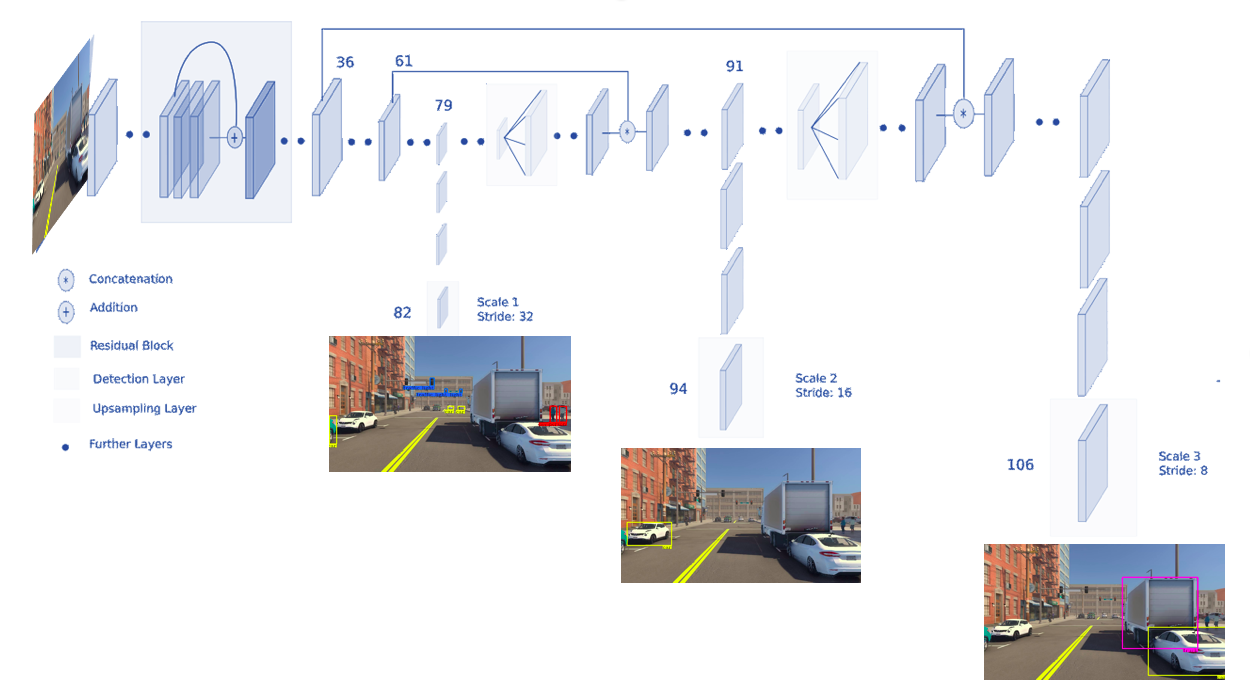 36
61
79
91
Concatenation
Addition
Residual Block
Detection Layer
Upsampling Layer
Further Layers
82
Scale 1
Stride: 32
94
Scale 2
Stride: 16
106
Scale 3
Stride: 8